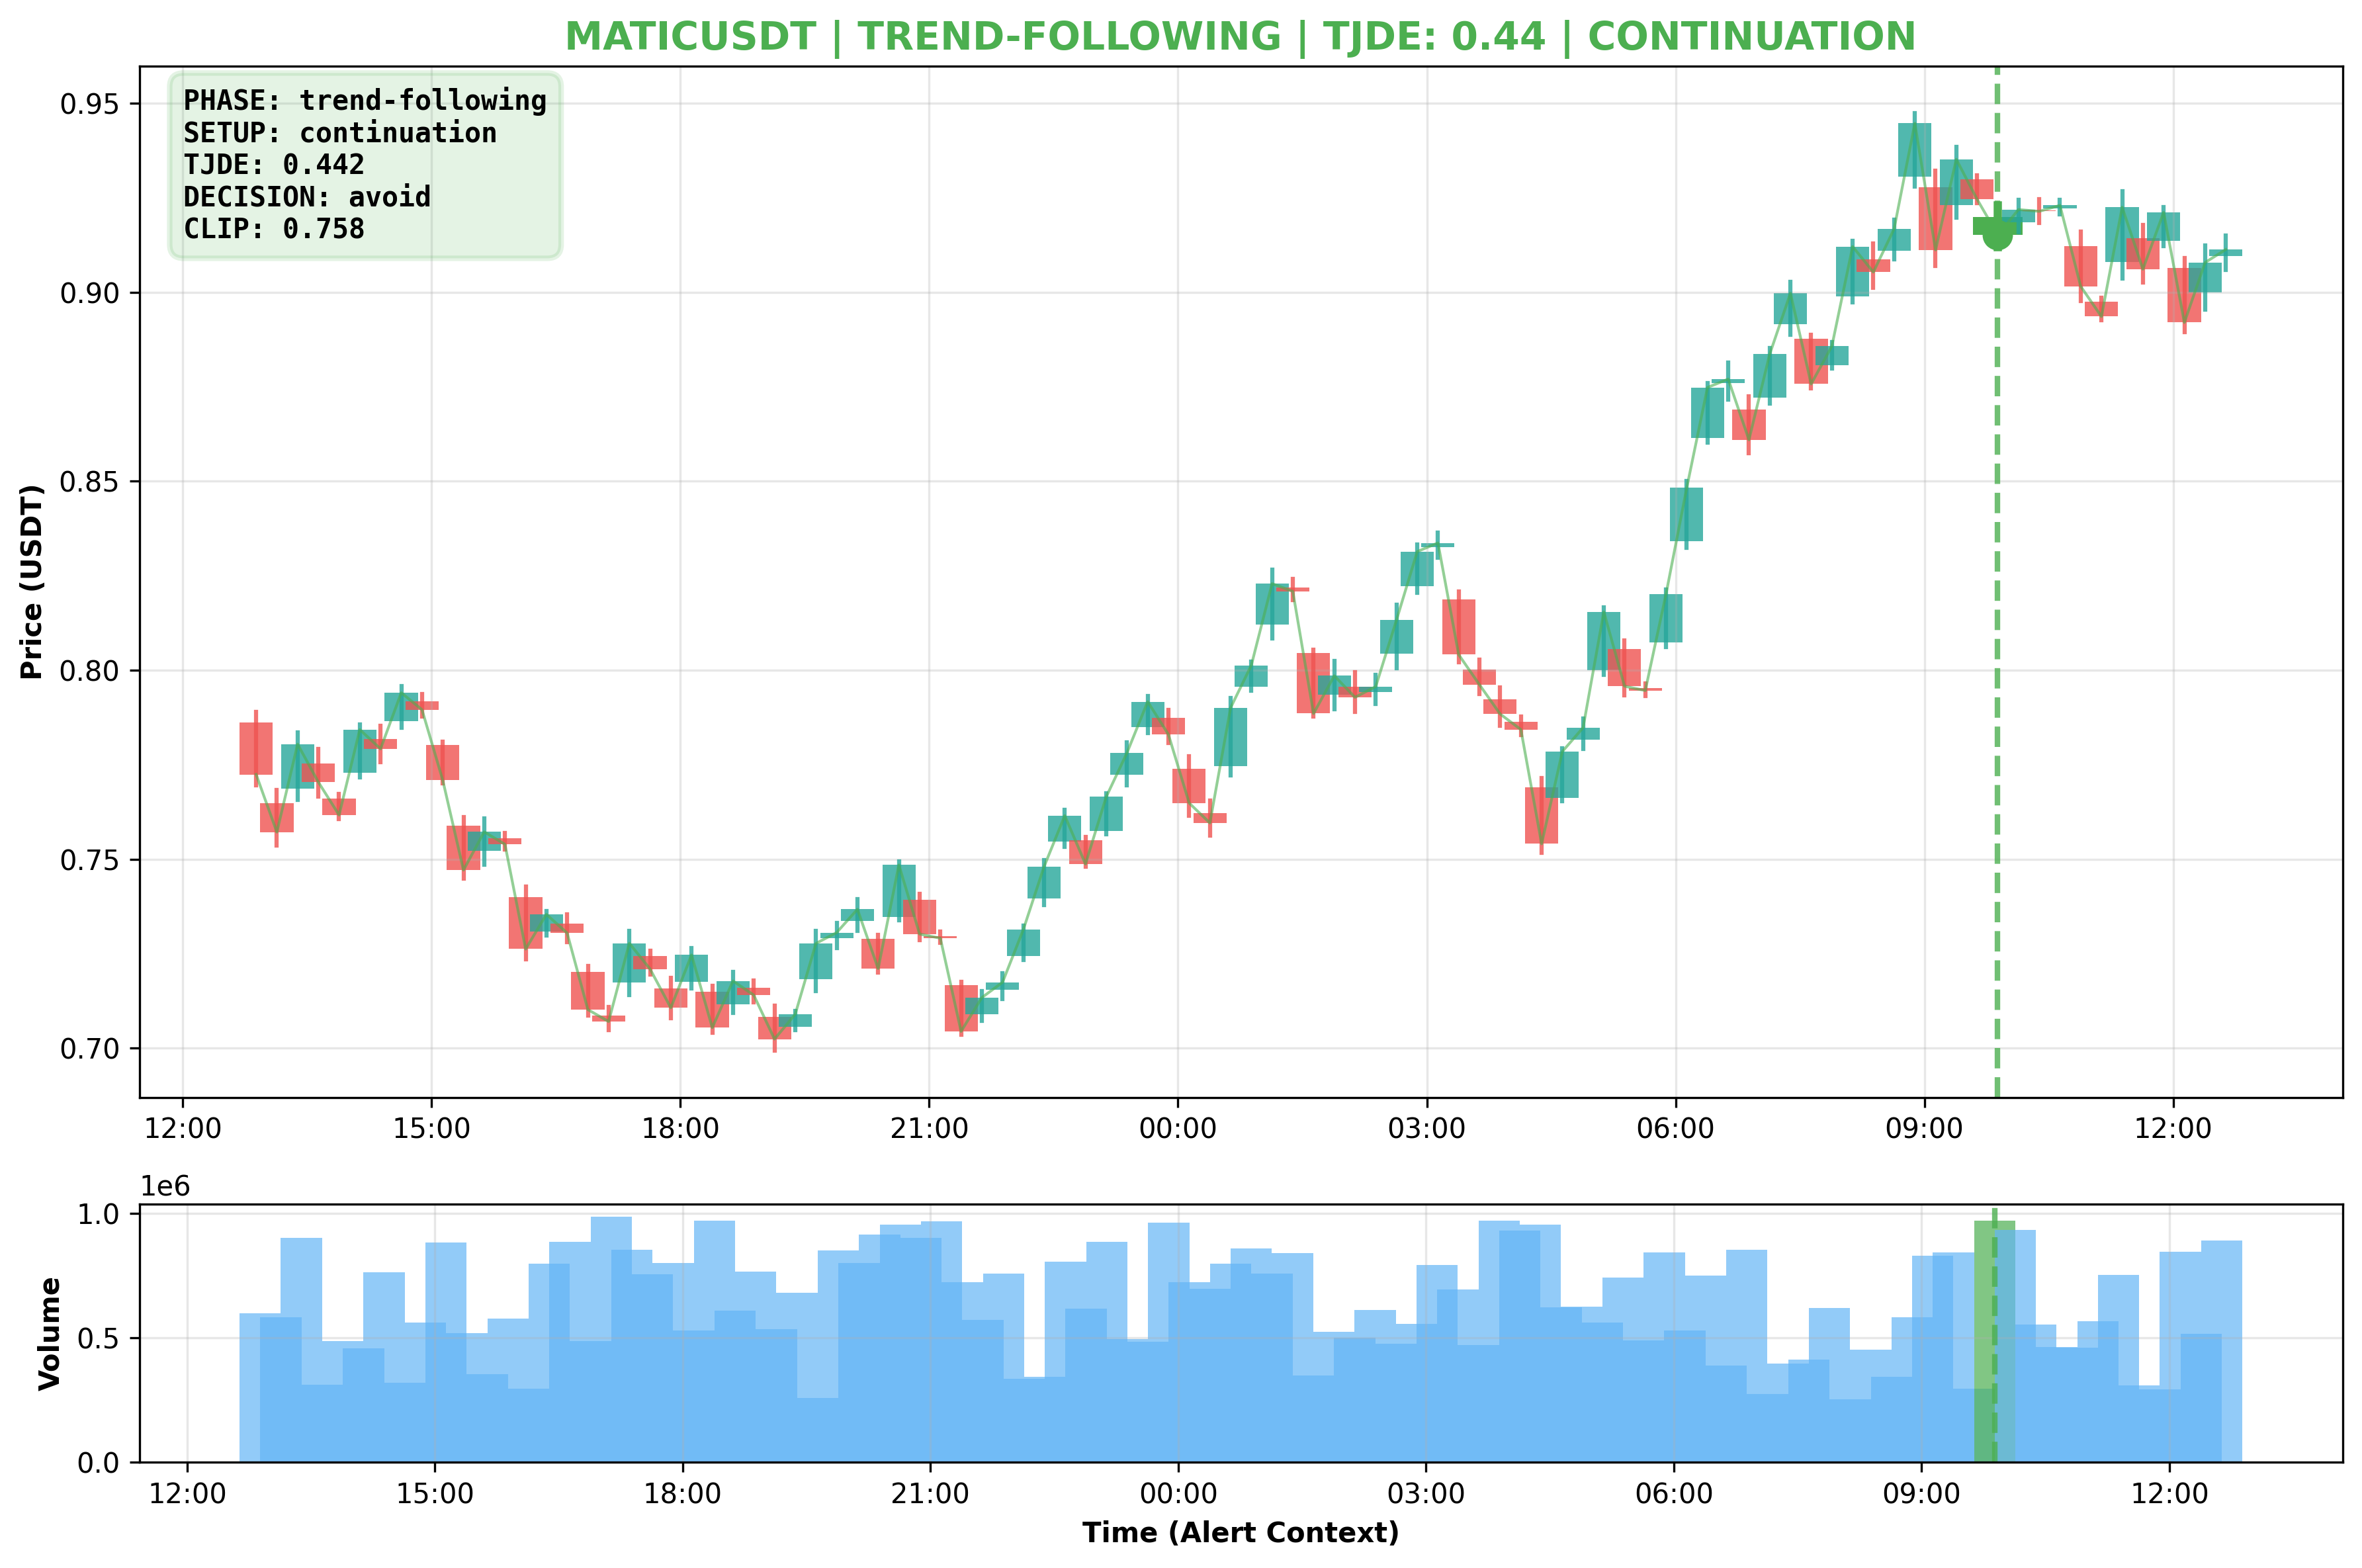 MATICUSDT | TREND-FOLLOWING | TJDE: 0.44 | CONTINUATION
PHASE: trend-following
SETUP: continuation
TJDE: 0.442
DECISION: avoid
CLIP: 0.758
Price (USDT)
0.95
0.90
0.85
0.80
0.75
0.70
12:00 15:00 18:00 21:00 00:00 03:00 06:00 09:00 12:00
1e6
Volume
1.0
0.5
0.0
12:00 15:00 18:00 21:00 00:00 03:00 06:00 09:00 12:00
Time (Alert Context)